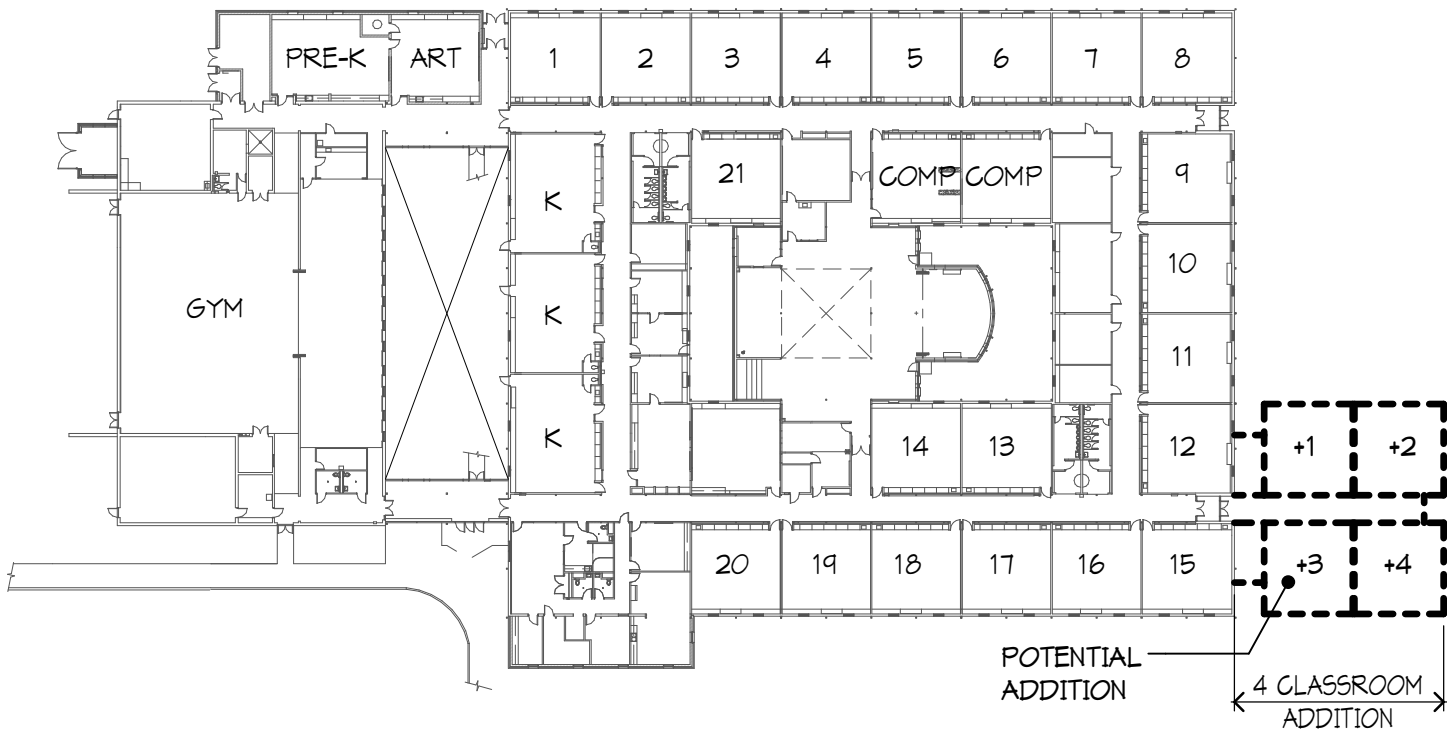 PRE-K ART 1 2 3 4 5 6 7 8
21 COMP COMP 9
K
10
GYM K
11
K 14 13 12 +1 +2
20 19 18 17 16 15 +3 +4
POTENTIAL
ADDITION
4 CLASSROOM
ADDITION